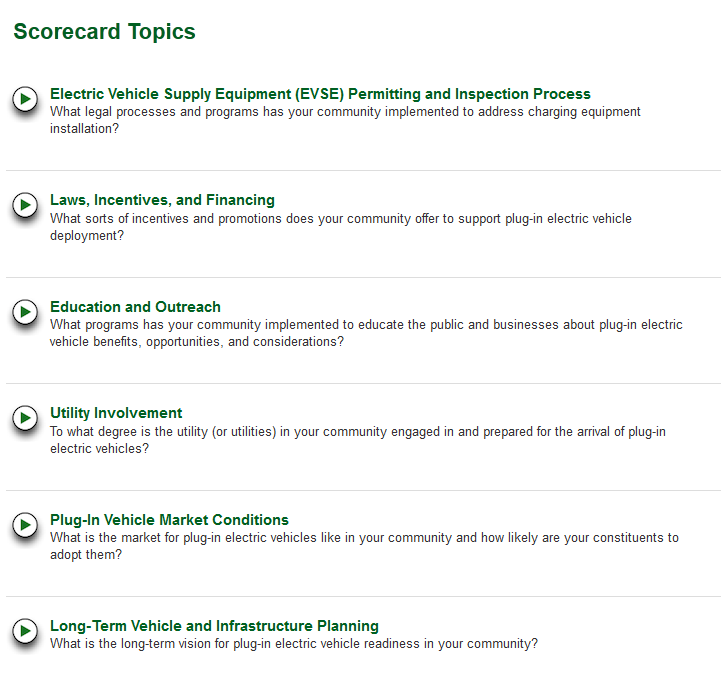 Scorecard Topics
Electric Vehicle Supply Equipment (EVSE) Permitting and Inspection Process
What legal processes and programs has your community implemented to address charging equipment
installation?
Laws, Incentives, and Financing
What sorts of incentives and promotions does your community offer to support plug-in electric vehicle
deployment?
Education and Outreach
What programs has your community implemented to educate the public and businesses about plug-in electric
vehicle benefits, opportunities, and considerations?
Utility Involvement
To what degree is the utility (or utilities) in your community engaged in and prepared for the arrival of plug-in
electric vehicles?
Plug-In Vehicle Market Conditions
What is the market for plug-in electric vehicles like in your community and how likely are your constituents to
adopt them?
Long-Term Vehicle and Infrastructure Planning
What is the long-term vision for plug-in electric vehicle readiness in your community?